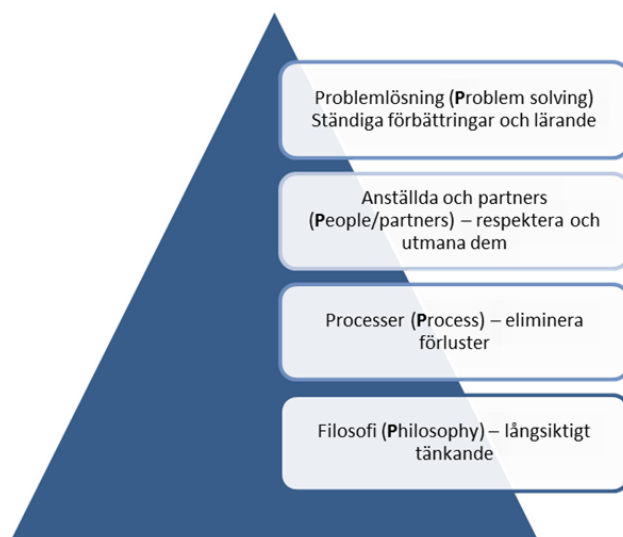 Problemlösning (Problem solving)
Ständiga förbättringar och lärande
Anställda och partners
(People/partners) – respektera och
utmana dem
Processer (Process) – eliminera
förluster
Filosofi (Philosophy) – långsiktigt
tänkande